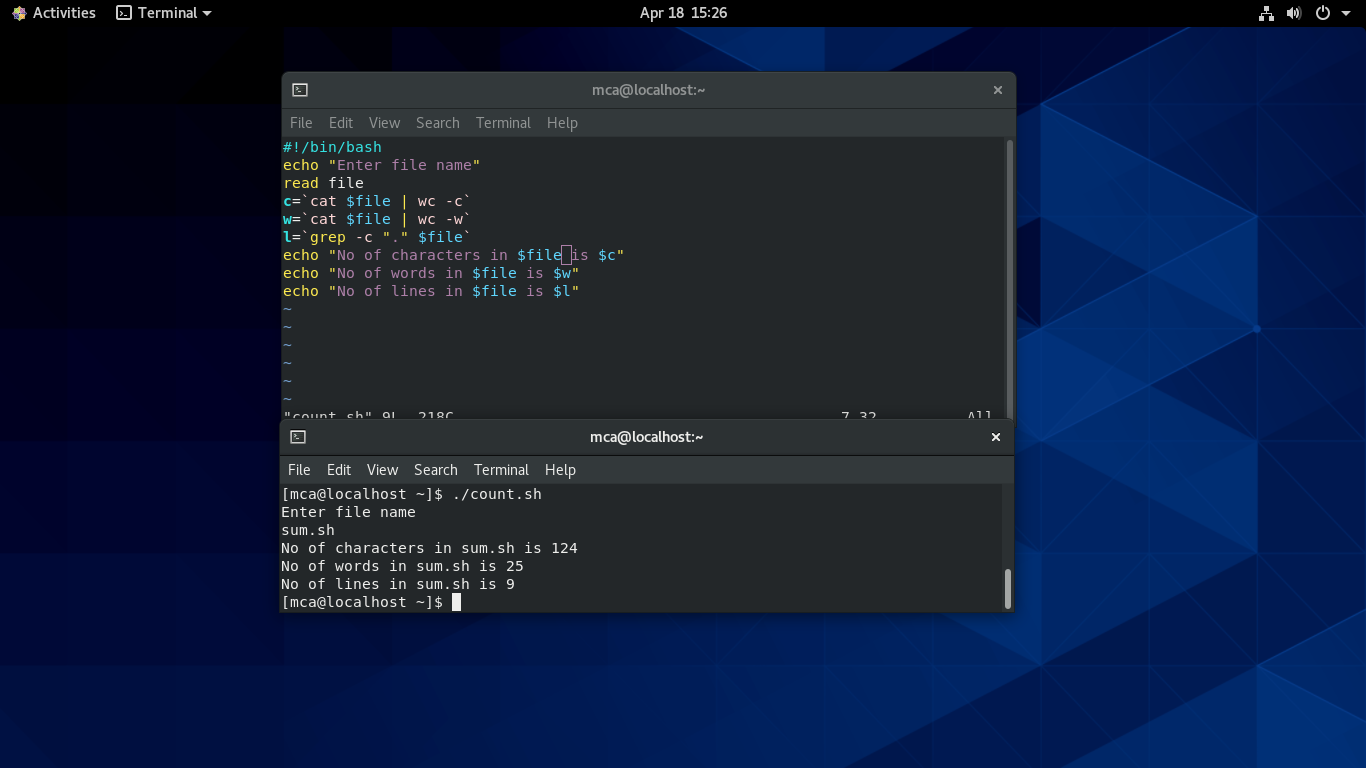 Activities Terminal Apr 18 15:26
mca@localhost:~
File Edit View Search Terminal Help
#!/bin/bash
echo "Enter file name"
read file
c=`cat $file | wc -c`
w=`cat $file | wc -w`
l=`grep -c "." $file`
echo "No of characters in $file is $c"
echo "No of words in $file is $w"
echo "No of lines in $file is $l"
~
~
~
~
~
~
"count.sh" 9L, 218C 7,32 All
mca@localhost:~
File Edit View Search Terminal Help
[mca@localhost ~]$ ./count.sh
Enter file name
sum.sh
No of characters in sum.sh is 124
No of words in sum.sh is 25
No of lines in sum.sh is 9
[mca@localhost ~]$